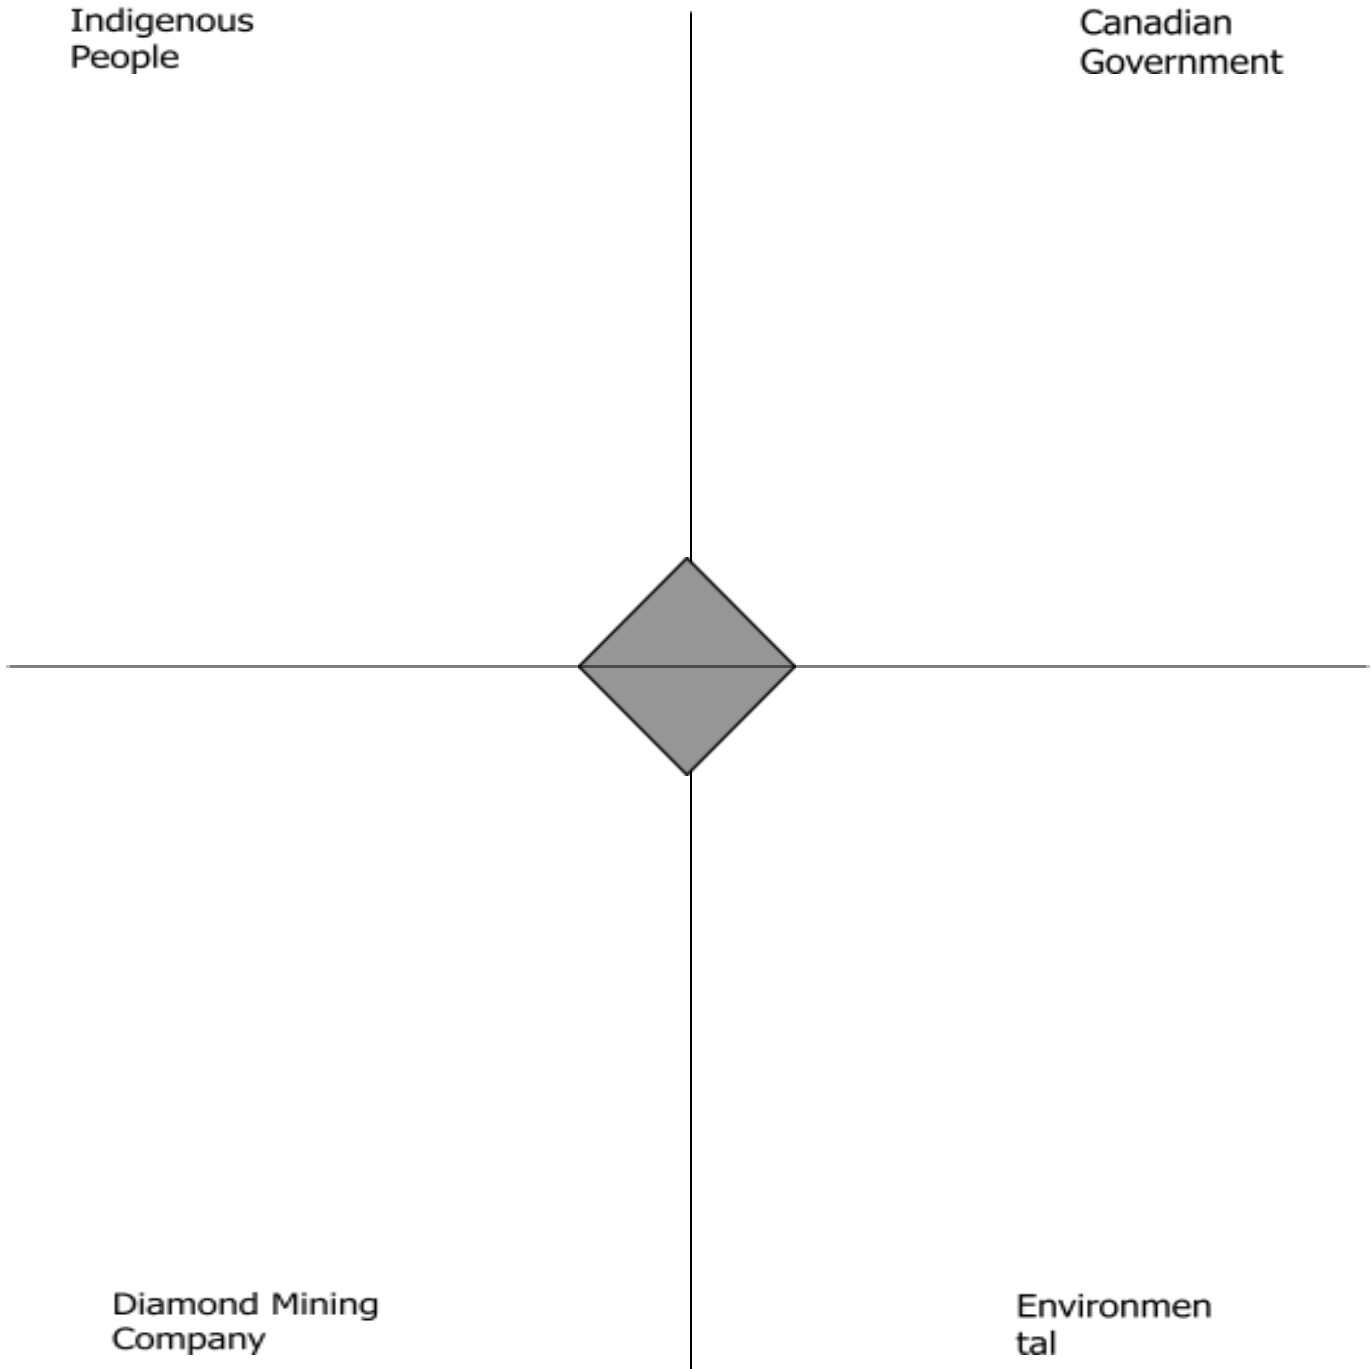 Indigenous
People
Canadian
Government
Diamond Mining
Company
Environmen
tal